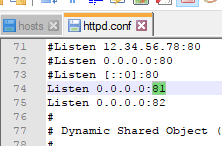 hosts httpd.conf
71 #Listen 12.34.56.78:80
72 #Listen 0.0.0.0:80
73 #Listen [::0]:80
74 Listen 0.0.0.0:81
75 Listen 0.0.0.0:82
76 #
77 # Dynamic Shared Object (
78 #